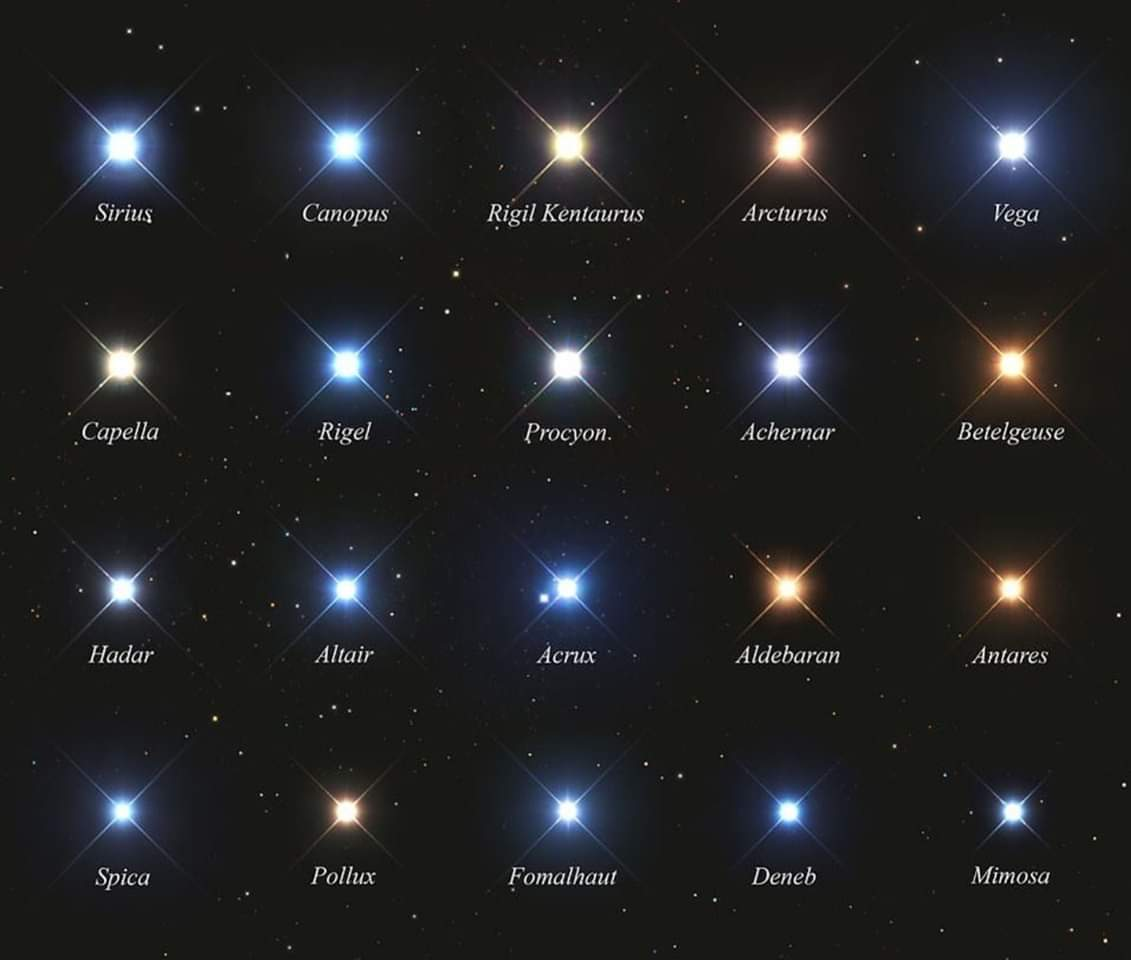 Sirius
Canopus
Rigil Kentaurus
Arcturus
Vega
Capella
Rigel
Procyon
Achernar
Betelgeuse
Hadar
Altair
Acrux
Aldebaran
Antares
Spica
Pollux
Fomalhaut
Deneb
Mimosa